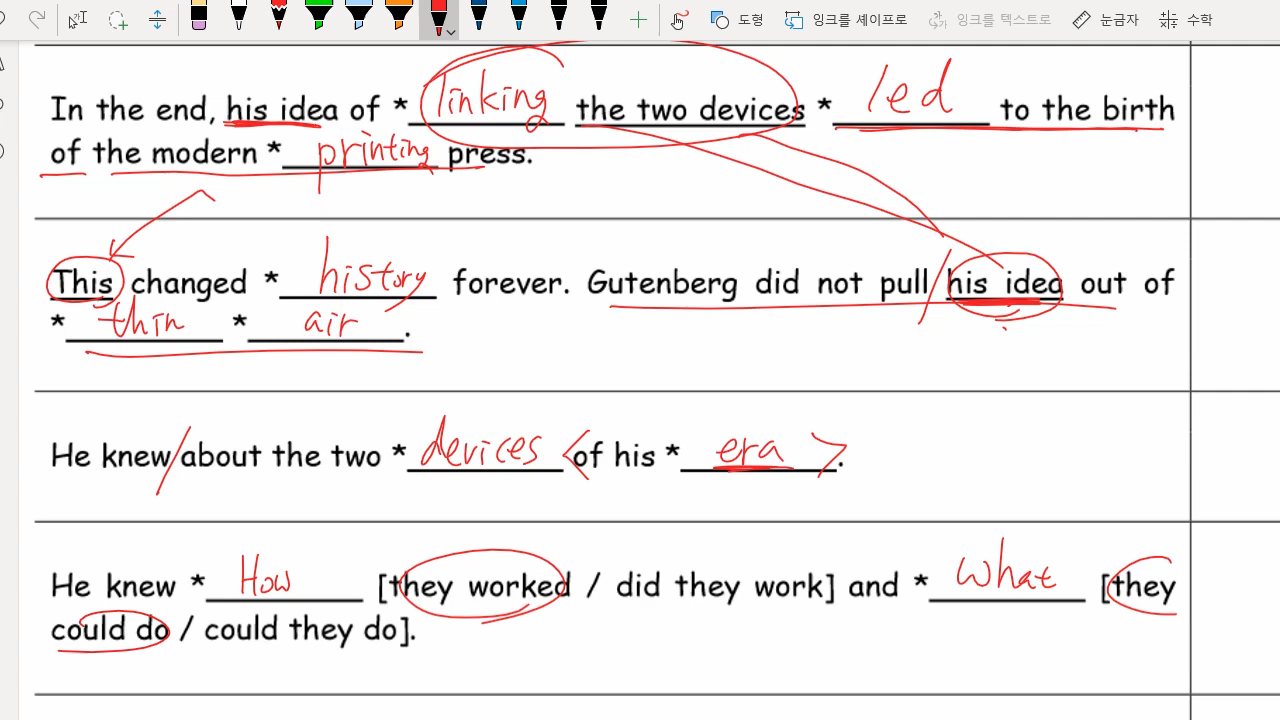 도형 잉크를 셰이프로 잉크를 텍스트로 눈금자 수학
In the end, his idea of * linking the two devices * led to the birth
of the modern * printing press.
This changed * history forever. Gutenberg did not pull / his idea out of
* thin * air.
He knew / about the two * devices < of his * era >.
He knew * How [they worked / did they work] and * what [they
could do / could they do].